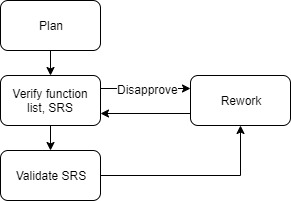 Plan
Verify function
list, SRS
Disapprove
Rework
Validate SRS